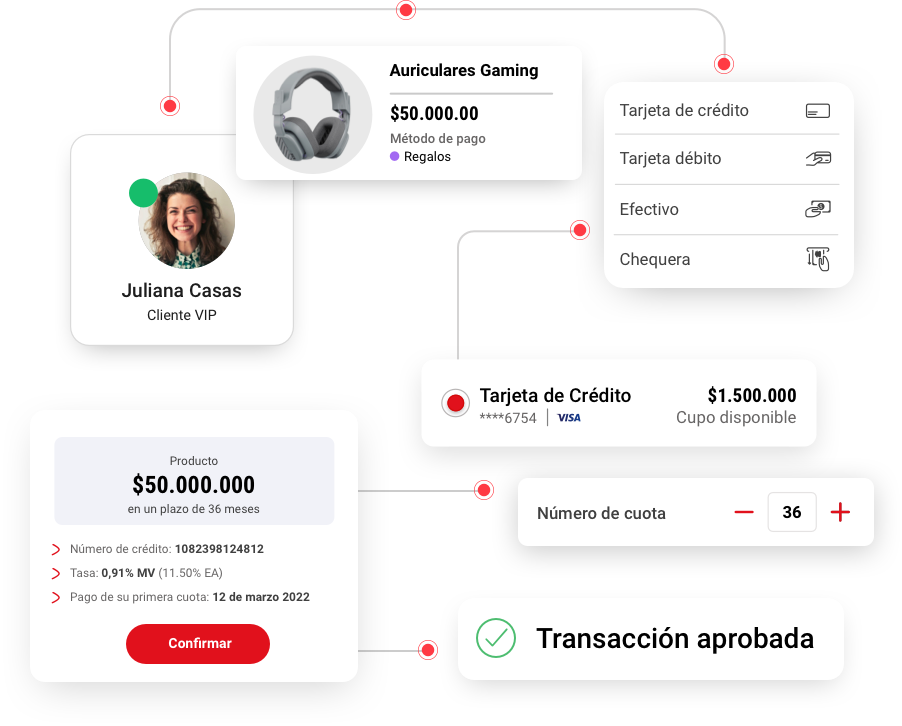 Auriculares Gaming
$50.000.00
Método de pago
Regalos
Juliana Casas
Cliente VIP
Tarjeta de crédito
Tarjeta débito
Efectivo
Chequera
Tarjeta de Crédito
****6754 | VISA
$1.500.000
Cupo disponible
Producto
$50.000.000
en un plazo de 36 meses
Número de crédito: 1082398124812
Tasa: 0,91% MV (11.50% EA)
Pago de su primera cuota: 12 de marzo 2022
Confirmar
Número de cuota — 36 +
Transacción aprobada